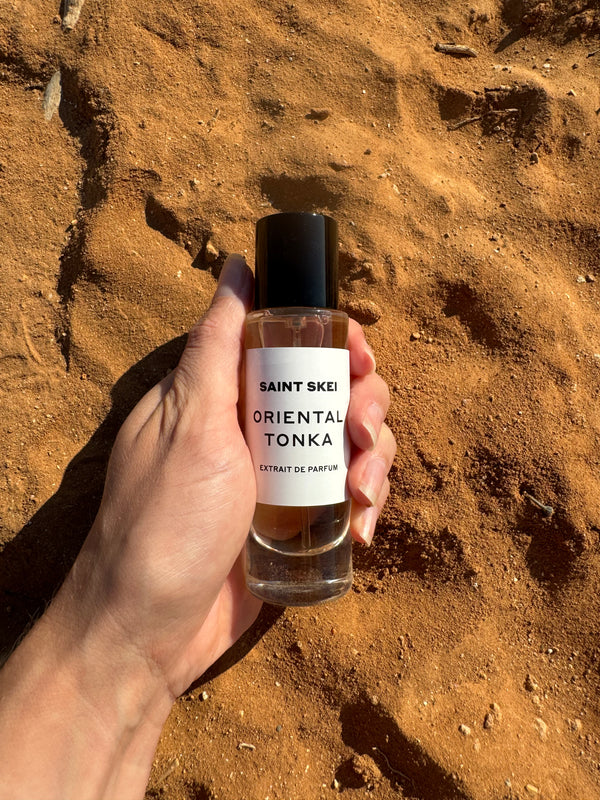 SAINT SKEI
ORIENTAL
TONKA
EXTRAIT DE PARFUM